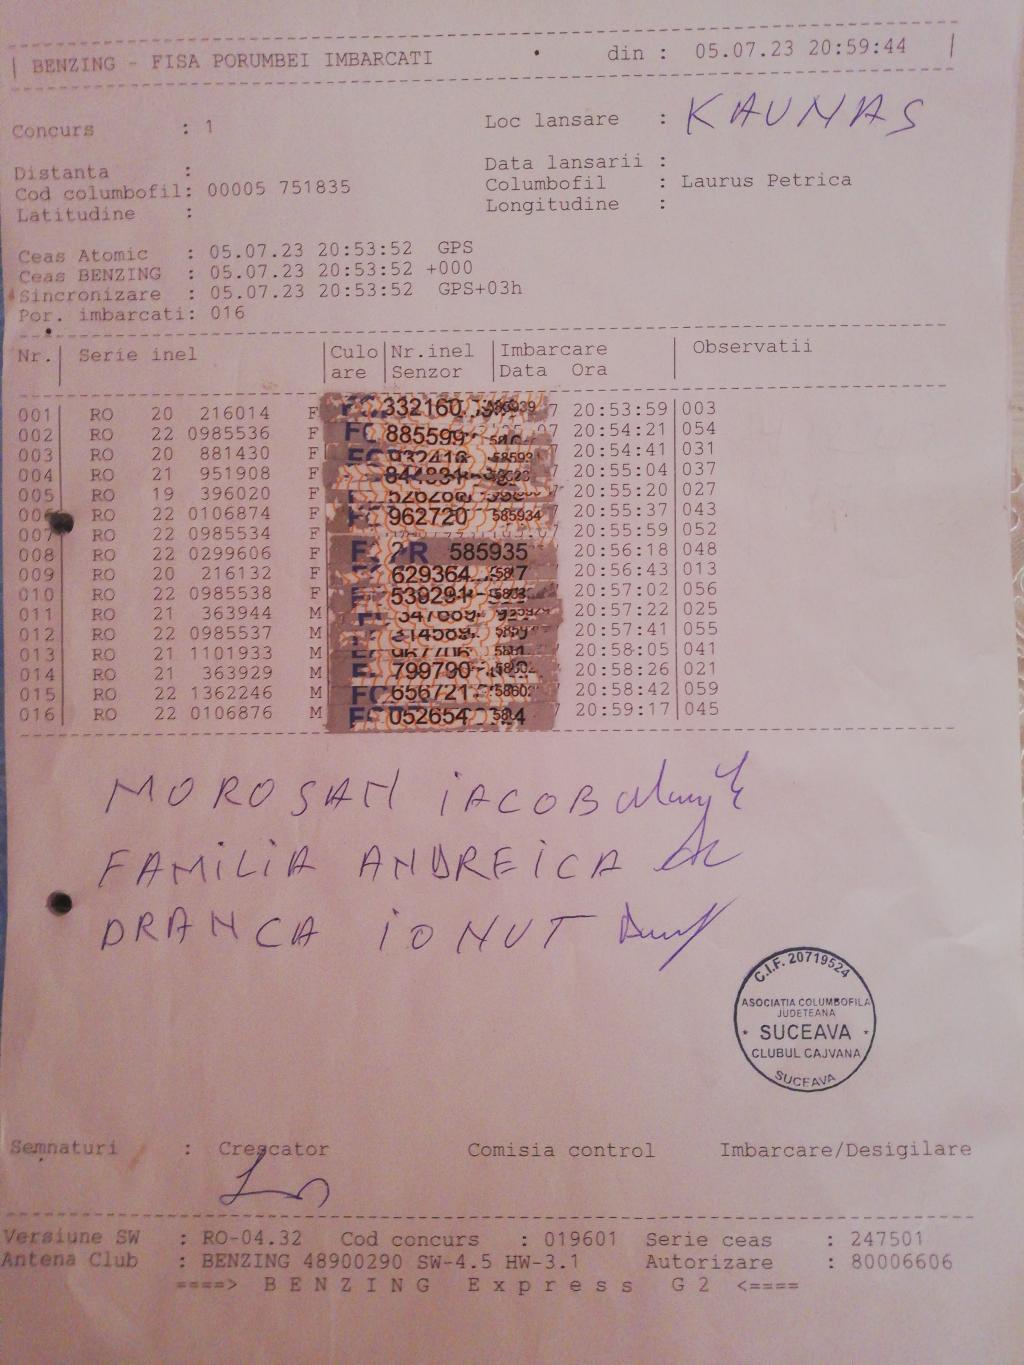 | BENZING - FISA PORUMBEI IMBARCATI din : 05.07.23 20:59:44 |
Concurs : 1 Loc lansare : KAUNAS
Distanta : Data lansarii :
Cod columbofil: 00005 751835 Columbofil : Laurus Petrica
Latitudine : Longitudine :
Ceas Atomic : 05.07.23 20:53:52 GPS
Ceas BENZING : 05.07.23 20:53:52 +000
Sincronizare : 05.07.23 20:53:52 GPS+03h
Por. imbarcati: 016
Nr.| Serie inel |Culo |Nr.inel |Imbarcare | Observatii
are |Senzor |Data Ora
001 RO 20 216014 F 332160 20:53:59 003
002 RO 22 0985536 F 885599 20:54:21 054
003 RO 20 881430 F 20:54:41 031
004 RO 21 951908 F 20:55:04 037
005 RO 19 396020 F 20:55:20 027
006 RO 22 0106874 F 962720 585934 20:55:37 043
007 RO 22 0985534 F 20:55:59 052
008 RO 22 0299606 F PR 585935 20:56:18 048
009 RO 20 216132 F 629364 20:56:43 013
010 RO 22 0985538 F 539291 20:57:02 056
011 RO 21 363944 M 20:57:22 025
012 RO 22 0985537 M 20:57:41 055
013 RO 21 1101933 M 20:58:05 041
014 RO 21 363929 M 799790 20:58:26 021
015 RO 22 1362246 M 656721 20:58:42 059
016 RO 22 0106876 M 052654 20:59:17 045
MOROSAN IACOB
FAMILIA ANDREICA
DRANCA IONUT
C.I.F. 20719524
ASOCIATIA COLUMBOFILA
JUDETEANA
SUCEAVA
CLUBUL CAJVANA
SUCEAVA
Semnaturi : Crescator Comisia control Imbarcare/Desigilare
Versiune SW : RO-04.32 Cod concurs : 019601 Serie ceas : 247501
Antena Club : BENZING 48900290 SW-4.5 HW-3.1 Autorizare : 80006606
====> B E N Z I N G E x p r e s s G 2 <====